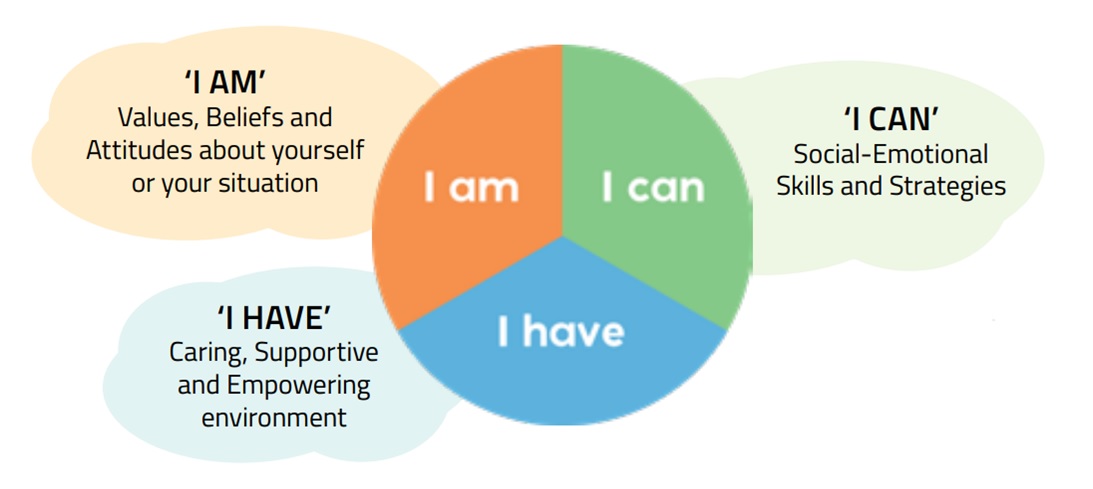 ‘I AM’
Values, Beliefs and
Attitudes about yourself
or your situation
I am
I can
‘I CAN’
Social-Emotional
Skills and Strategies
‘I HAVE’
Caring, Supportive
and Empowering
environment
I have